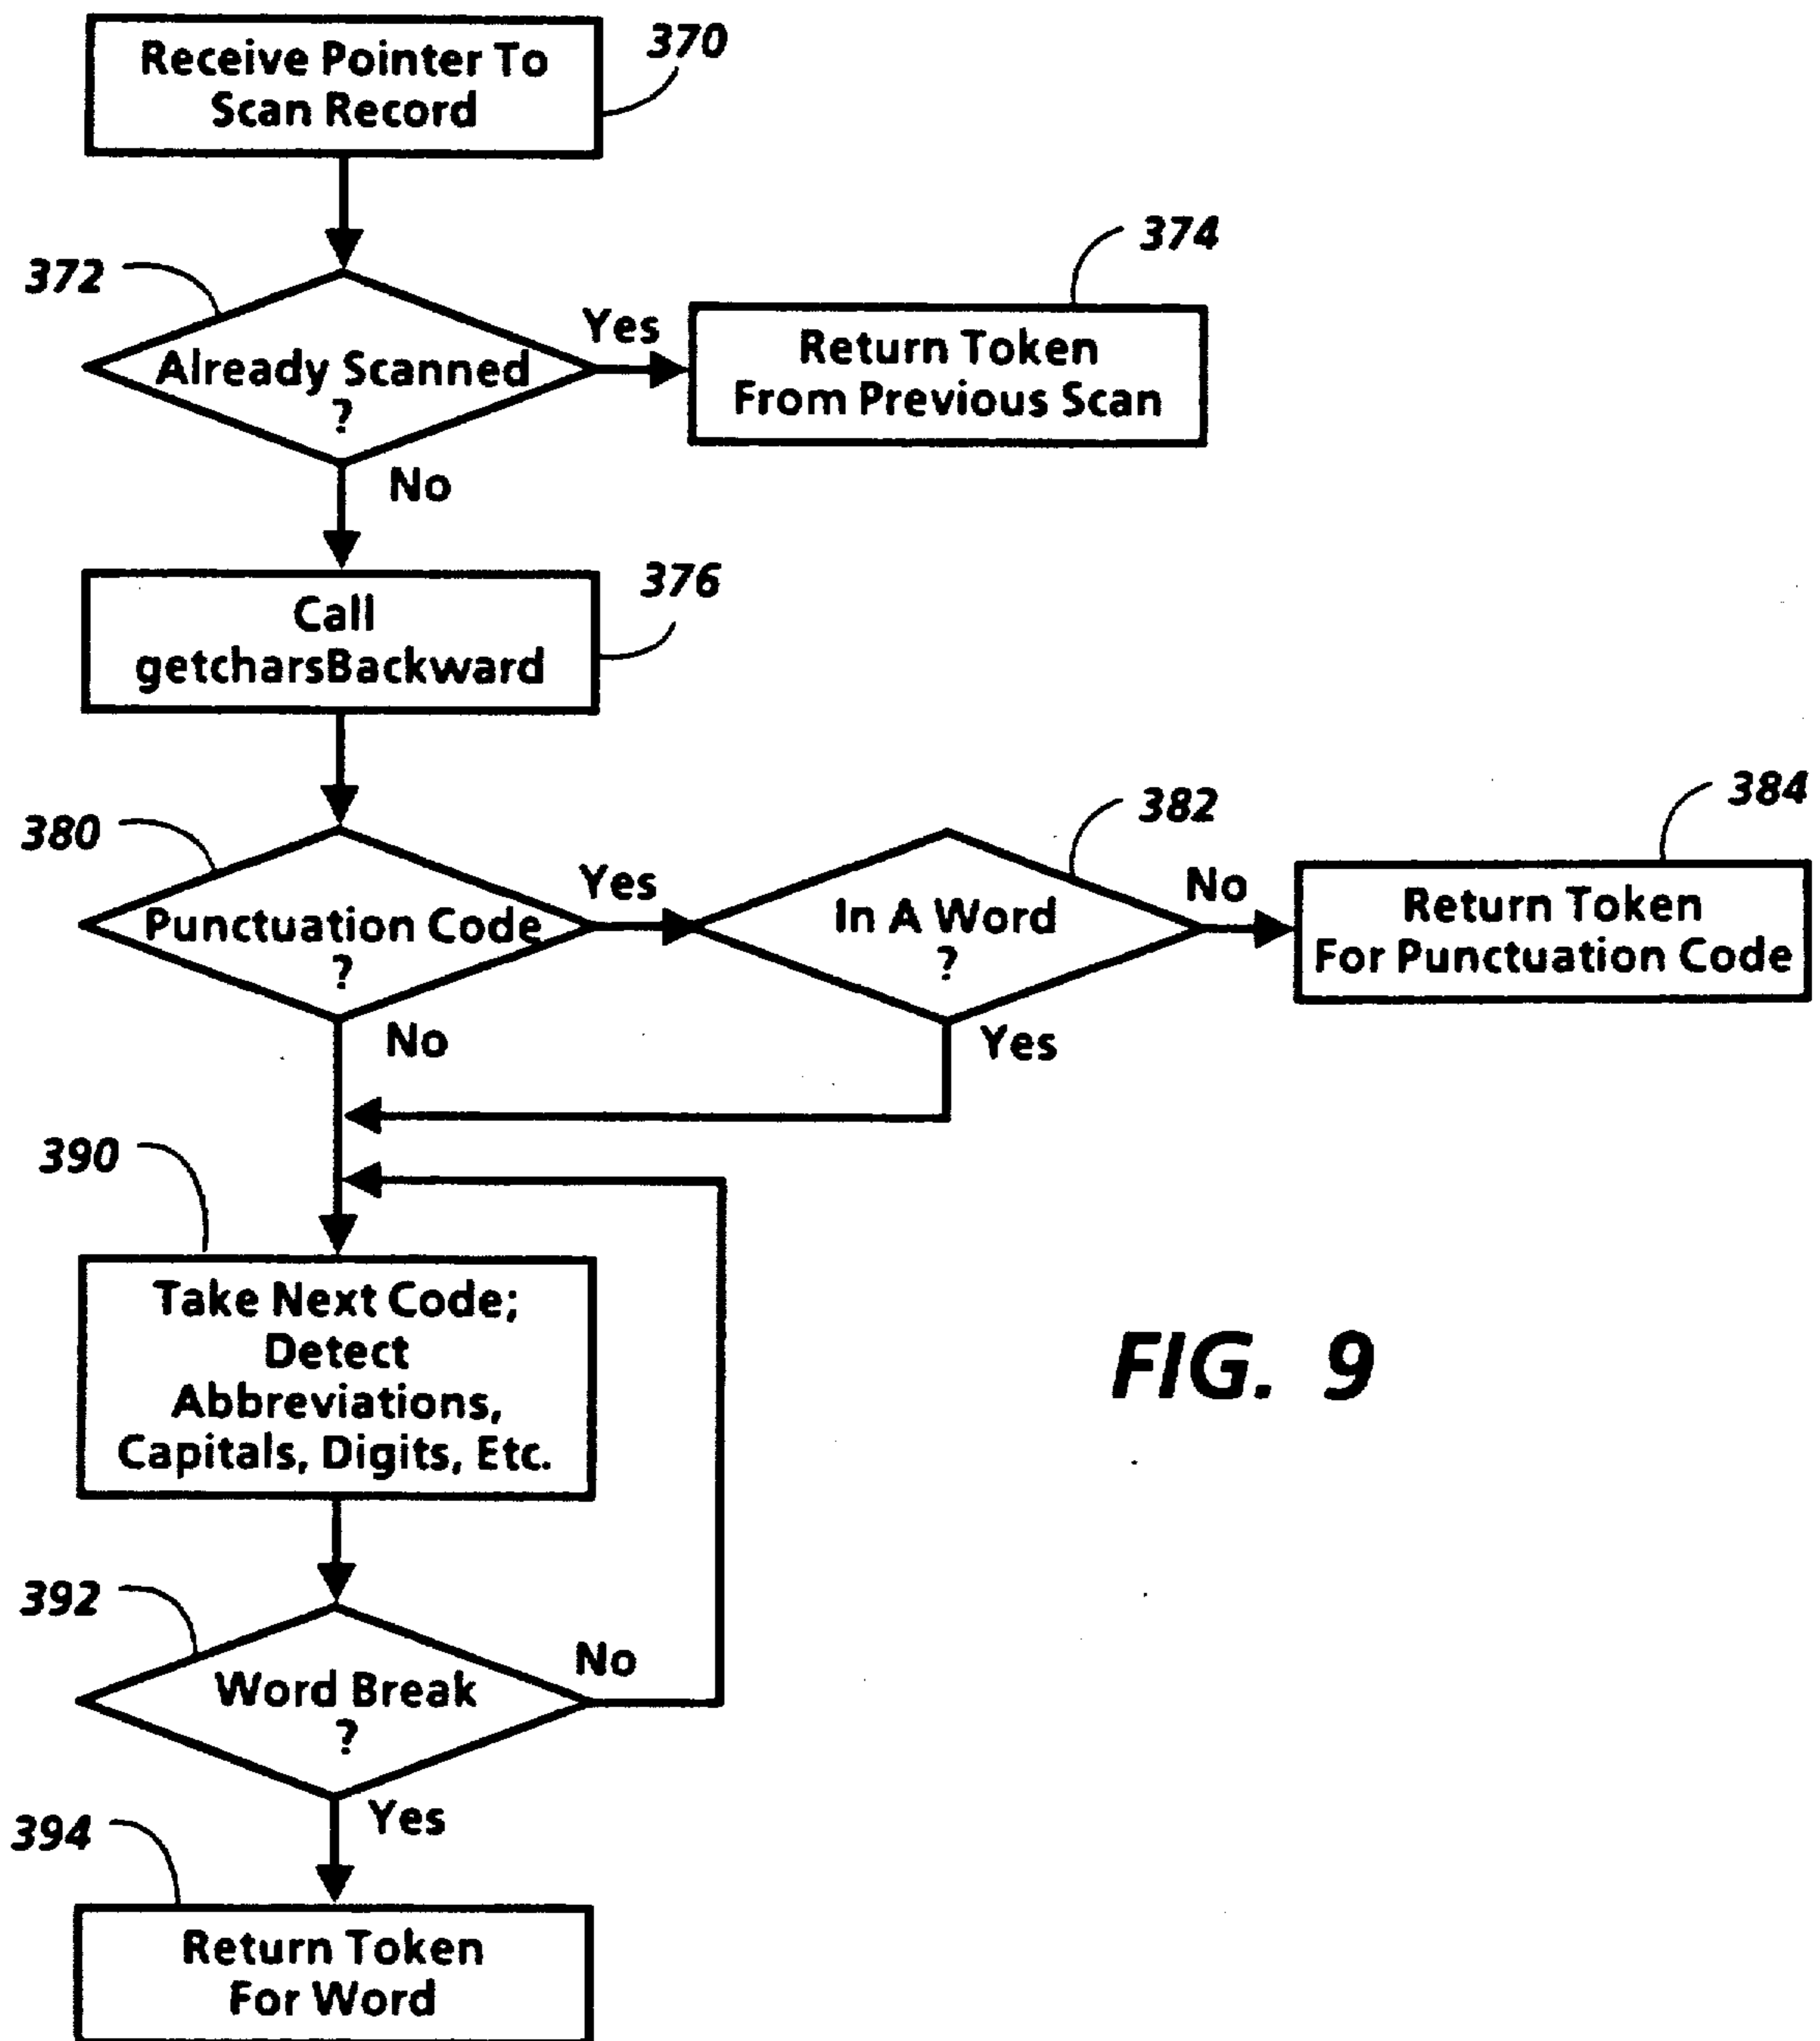 370
Receive Pointer To
Scan Record
372
Already Scanned
?
Yes
374
Return Token
From Previous Scan
No
376
Call
getcharsBackward
380
Punctuation Code
?
Yes
382
In A Word
?
No
384
Return Token
For Punctuation Code
No
Yes
390
Take Next Code;
Detect
Abbreviations,
Capitals, Digits, Etc.
FIG. 9
392
Word Break
?
No
Yes
394
Return Token
For Word